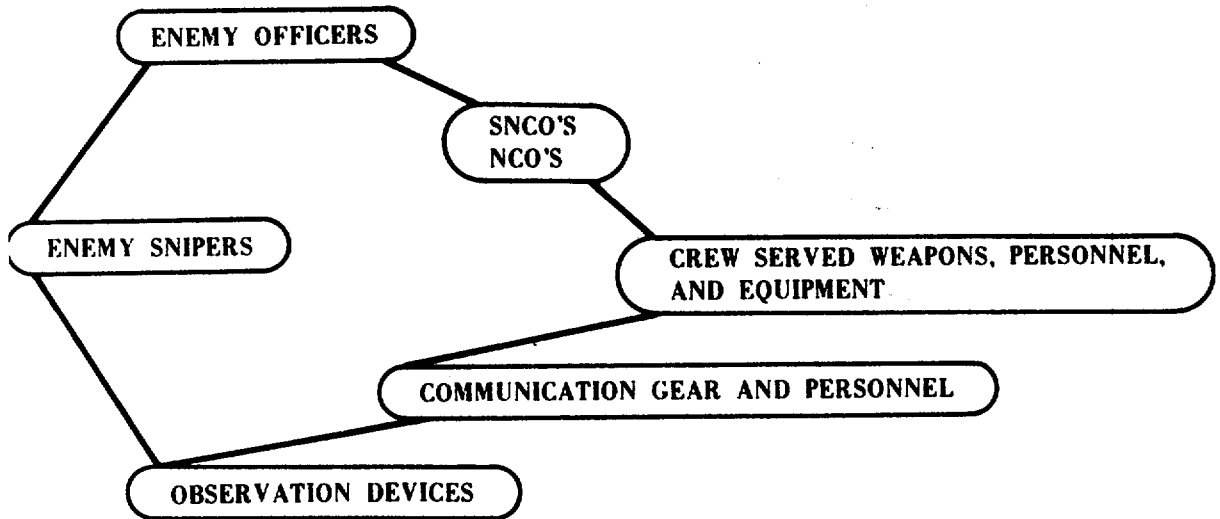 ENEMY OFFICERS
SNCO'S
NCO'S
ENEMY SNIPERS
CREW SERVED WEAPONS, PERSONNEL,
AND EQUIPMENT
COMMUNICATION GEAR AND PERSONNEL
OBSERVATION DEVICES